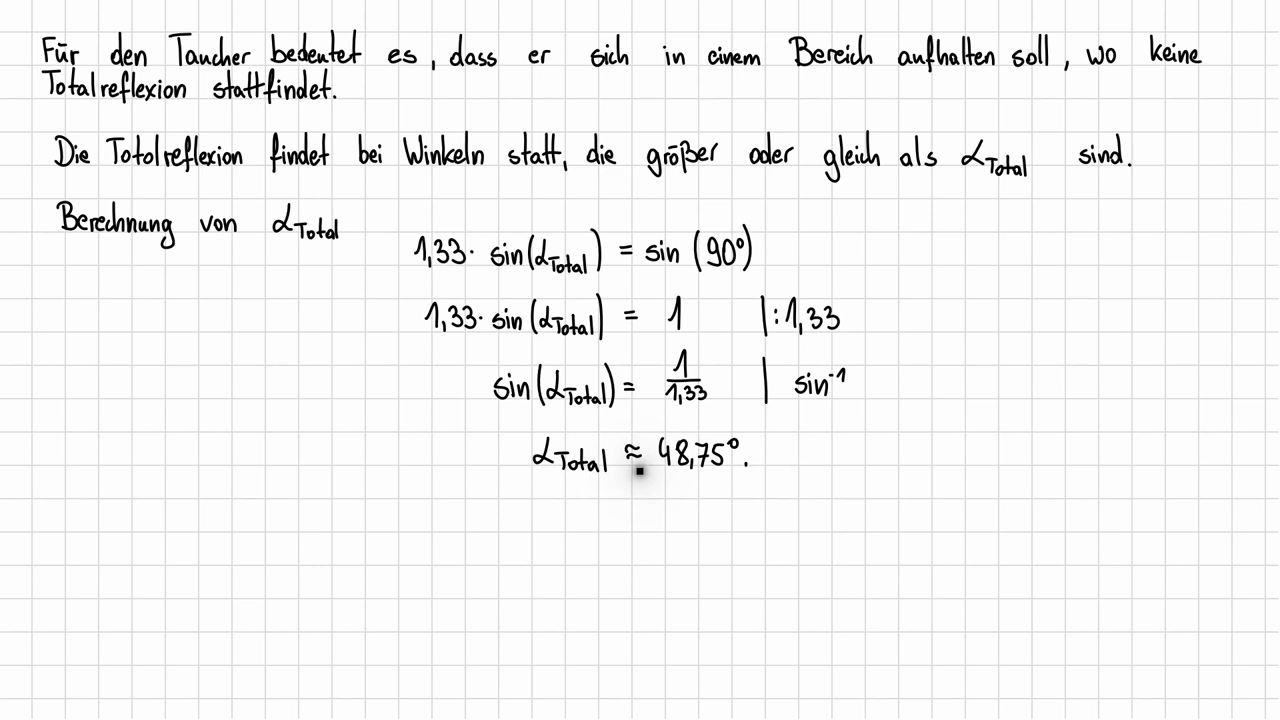 Für den Taucher bedeutet es, dass er sich in einem Bereich aufhalten soll, wo keine
Totalreflexion stattfindet.
Die Totalreflexion findet bei Winkeln statt, die größer oder gleich als α_Total sind.
Berechnung von α_Total
1,33 · sin(α_Total) = sin (90°)
1,33 · sin(α_Total) = 1 | : 1,33
sin(α_Total) = 1/1,33 | sin⁻¹
α_Total ≈ 48,75°.